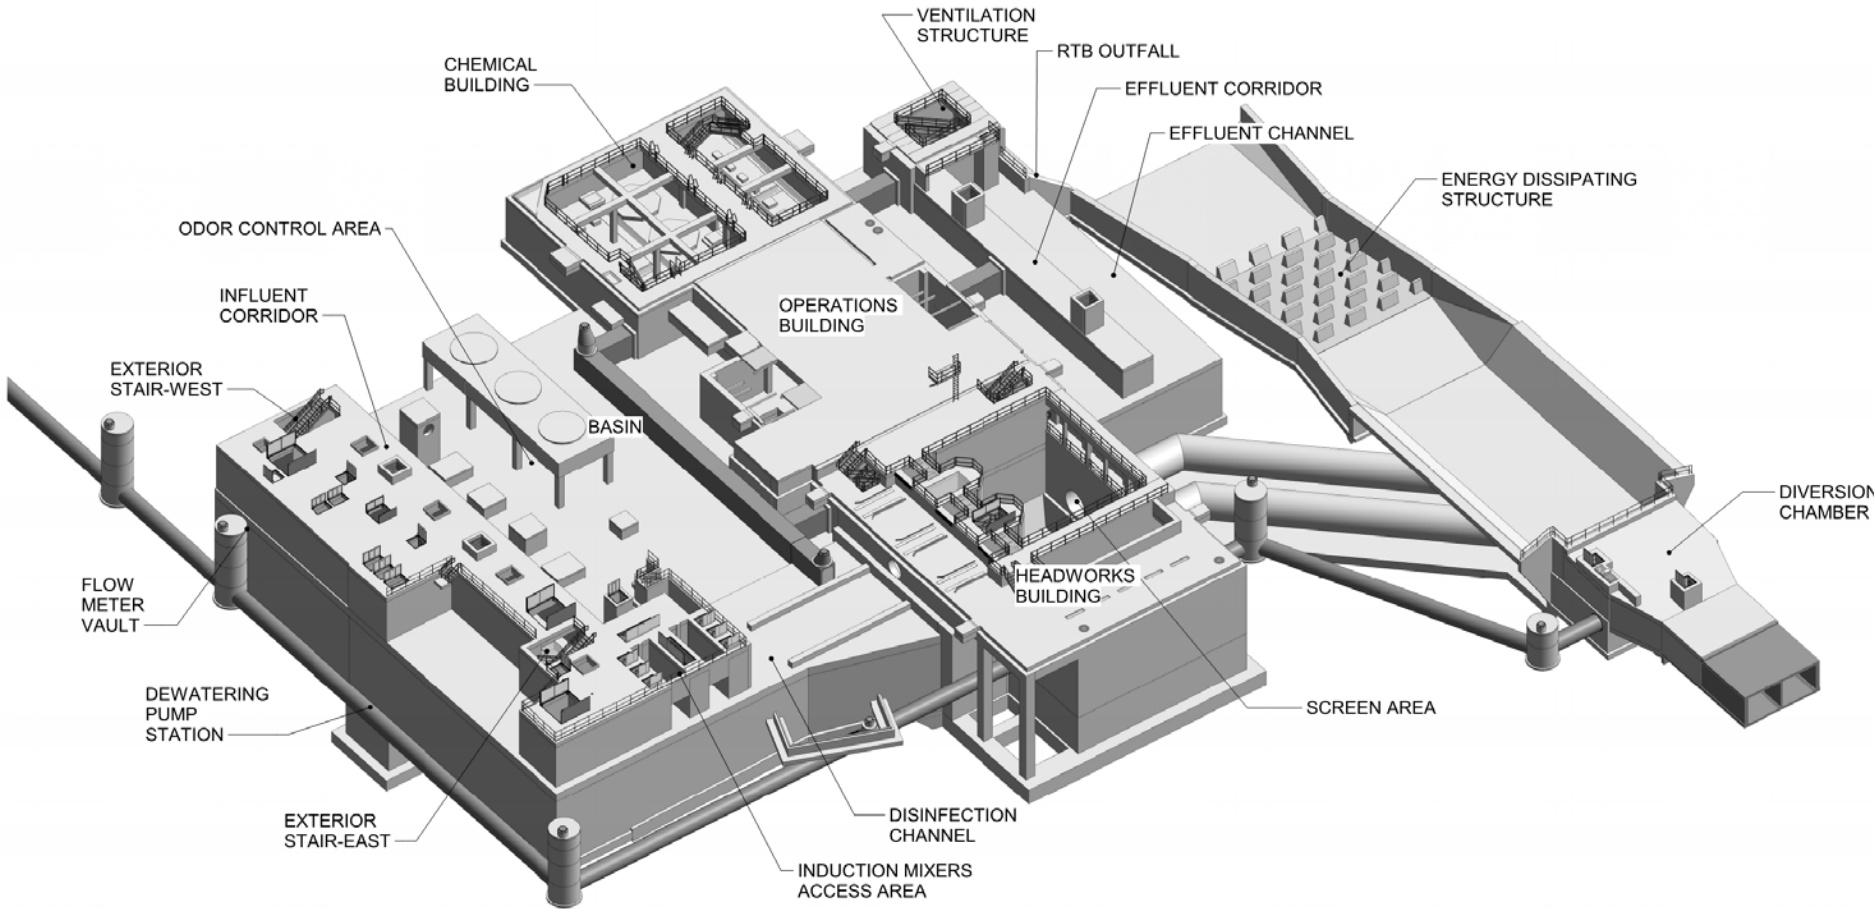 VENTILATION
STRUCTURE
RTB OUTFALL
CHEMICAL
BUILDING
EFFLUENT CORRIDOR
EFFLUENT CHANNEL
ENERGY DISSIPATING
STRUCTURE
ODOR CONTROL AREA
INFLUENT
CORRIDOR
OPERATIONS
BUILDING
EXTERIOR
STAIR-WEST
BASIN
DIVERSION
CHAMBER
FLOW
METER
VAULT
HEADWORKS
BUILDING
DEWATERING
PUMP
STATION
SCREEN AREA
EXTERIOR
STAIR-EAST
DISINFECTION
CHANNEL
INDUCTION MIXERS
ACCESS AREA